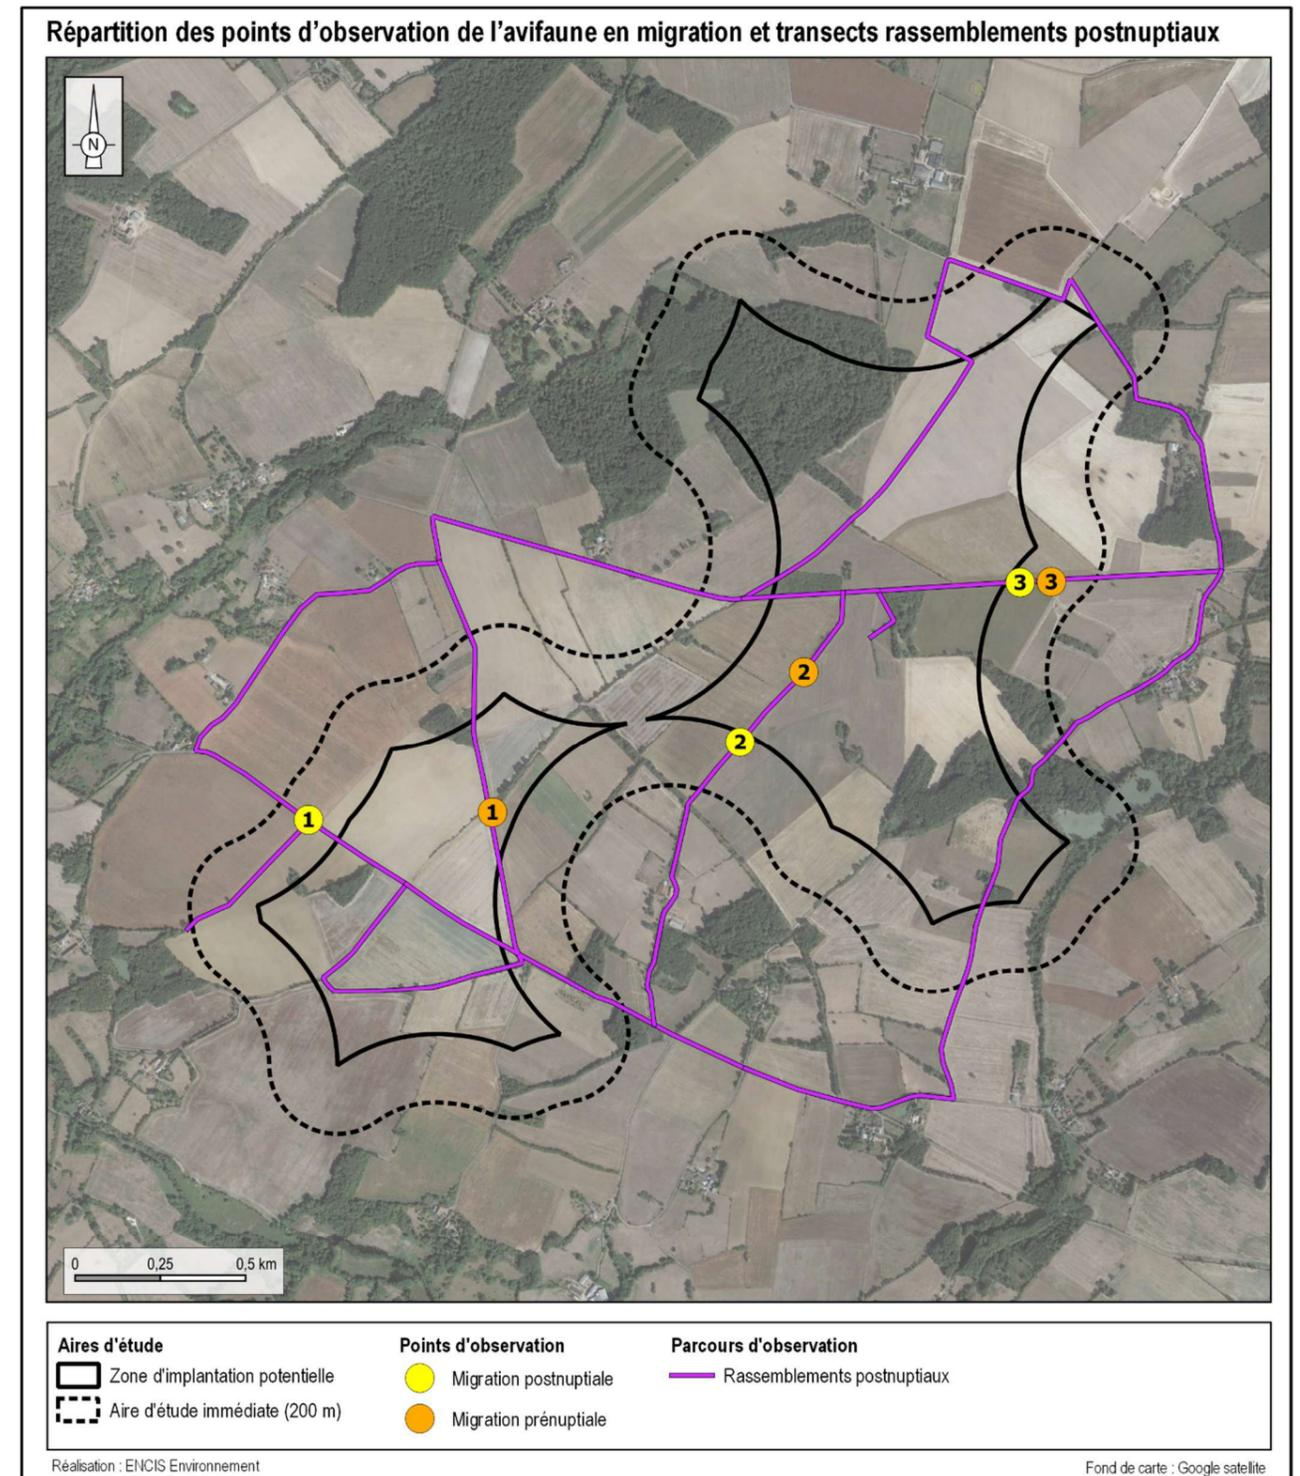 Répartition des points d’observation de l’avifaune en migration et transects rassemblements postnuptiaux
N
3 3
2
2
1
1
0 0,25 0,5 km
Aires d'étude
Zone d'implantation potentielle
Aire d'étude immédiate (200 m)
Points d'observation
Migration postnuptiale
Migration prénuptiale
Parcours d'observation
Rassemblements postnuptiaux
Réalisation : ENCIS Environnement
Fond de carte : Google satellite